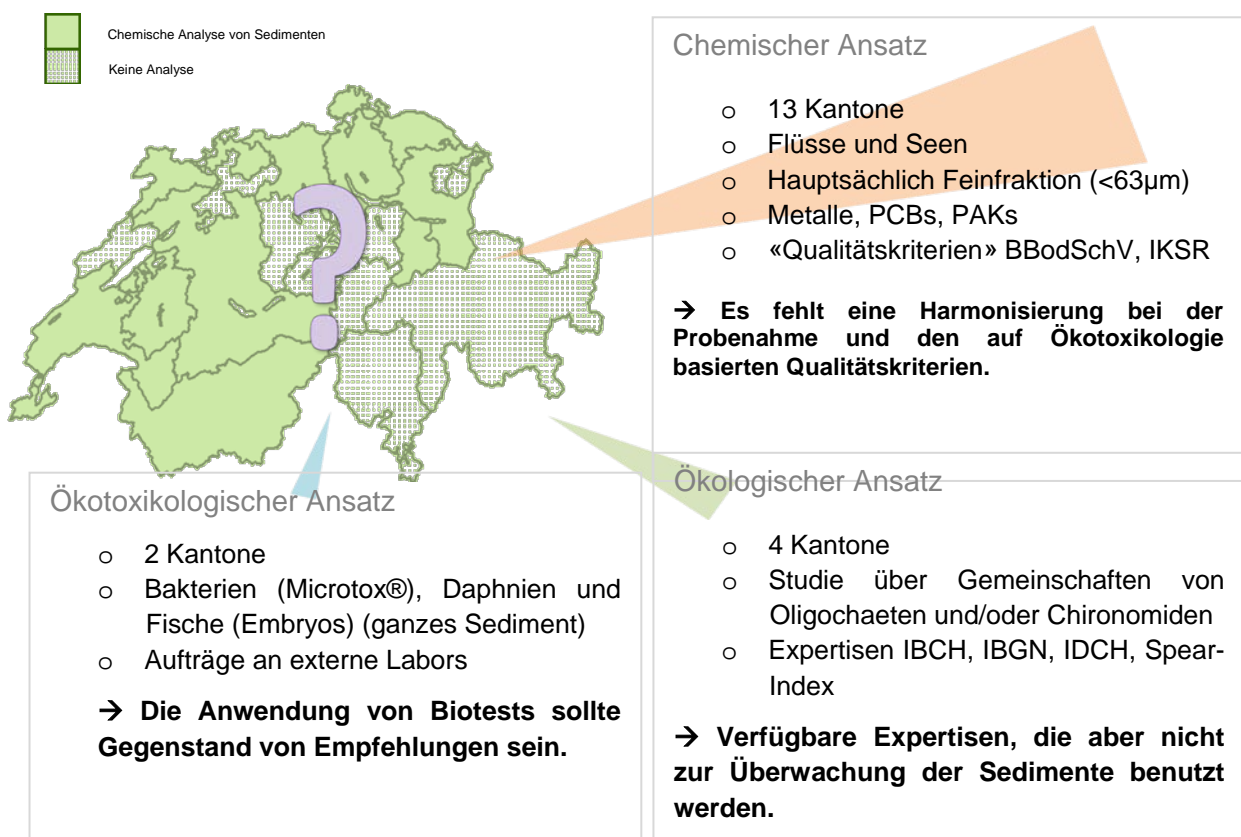 Chemische Analyse von Sedimenten
Keine Analyse
?
Chemischer Ansatz
o 13 Kantone
o Flüsse und Seen
o Hauptsächlich Feinfraktion (<63µm)
o Metalle, PCBs, PAKs
o «Qualitätskriterien» BBodSchV, IKSR
→ Es fehlt eine Harmonisierung bei der
Probenahme und den auf Ökotoxikologie
basierten Qualitätskriterien.
Ökotoxikologischer Ansatz
o 2 Kantone
o Bakterien (Microtox®), Daphnien und
Fische (Embryos) (ganzes Sediment)
o Aufträge an externe Labors
→ Die Anwendung von Biotests sollte
Gegenstand von Empfehlungen sein.
Ökologischer Ansatz
o 4 Kantone
o Studie über Gemeinschaften von
Oligochaeten und/oder Chironomiden
o Expertisen IBCH, IBGN, IDCH, Spear-
Index
→ Verfügbare Expertisen, die aber nicht
zur Überwachung der Sedimente benutzt
werden.